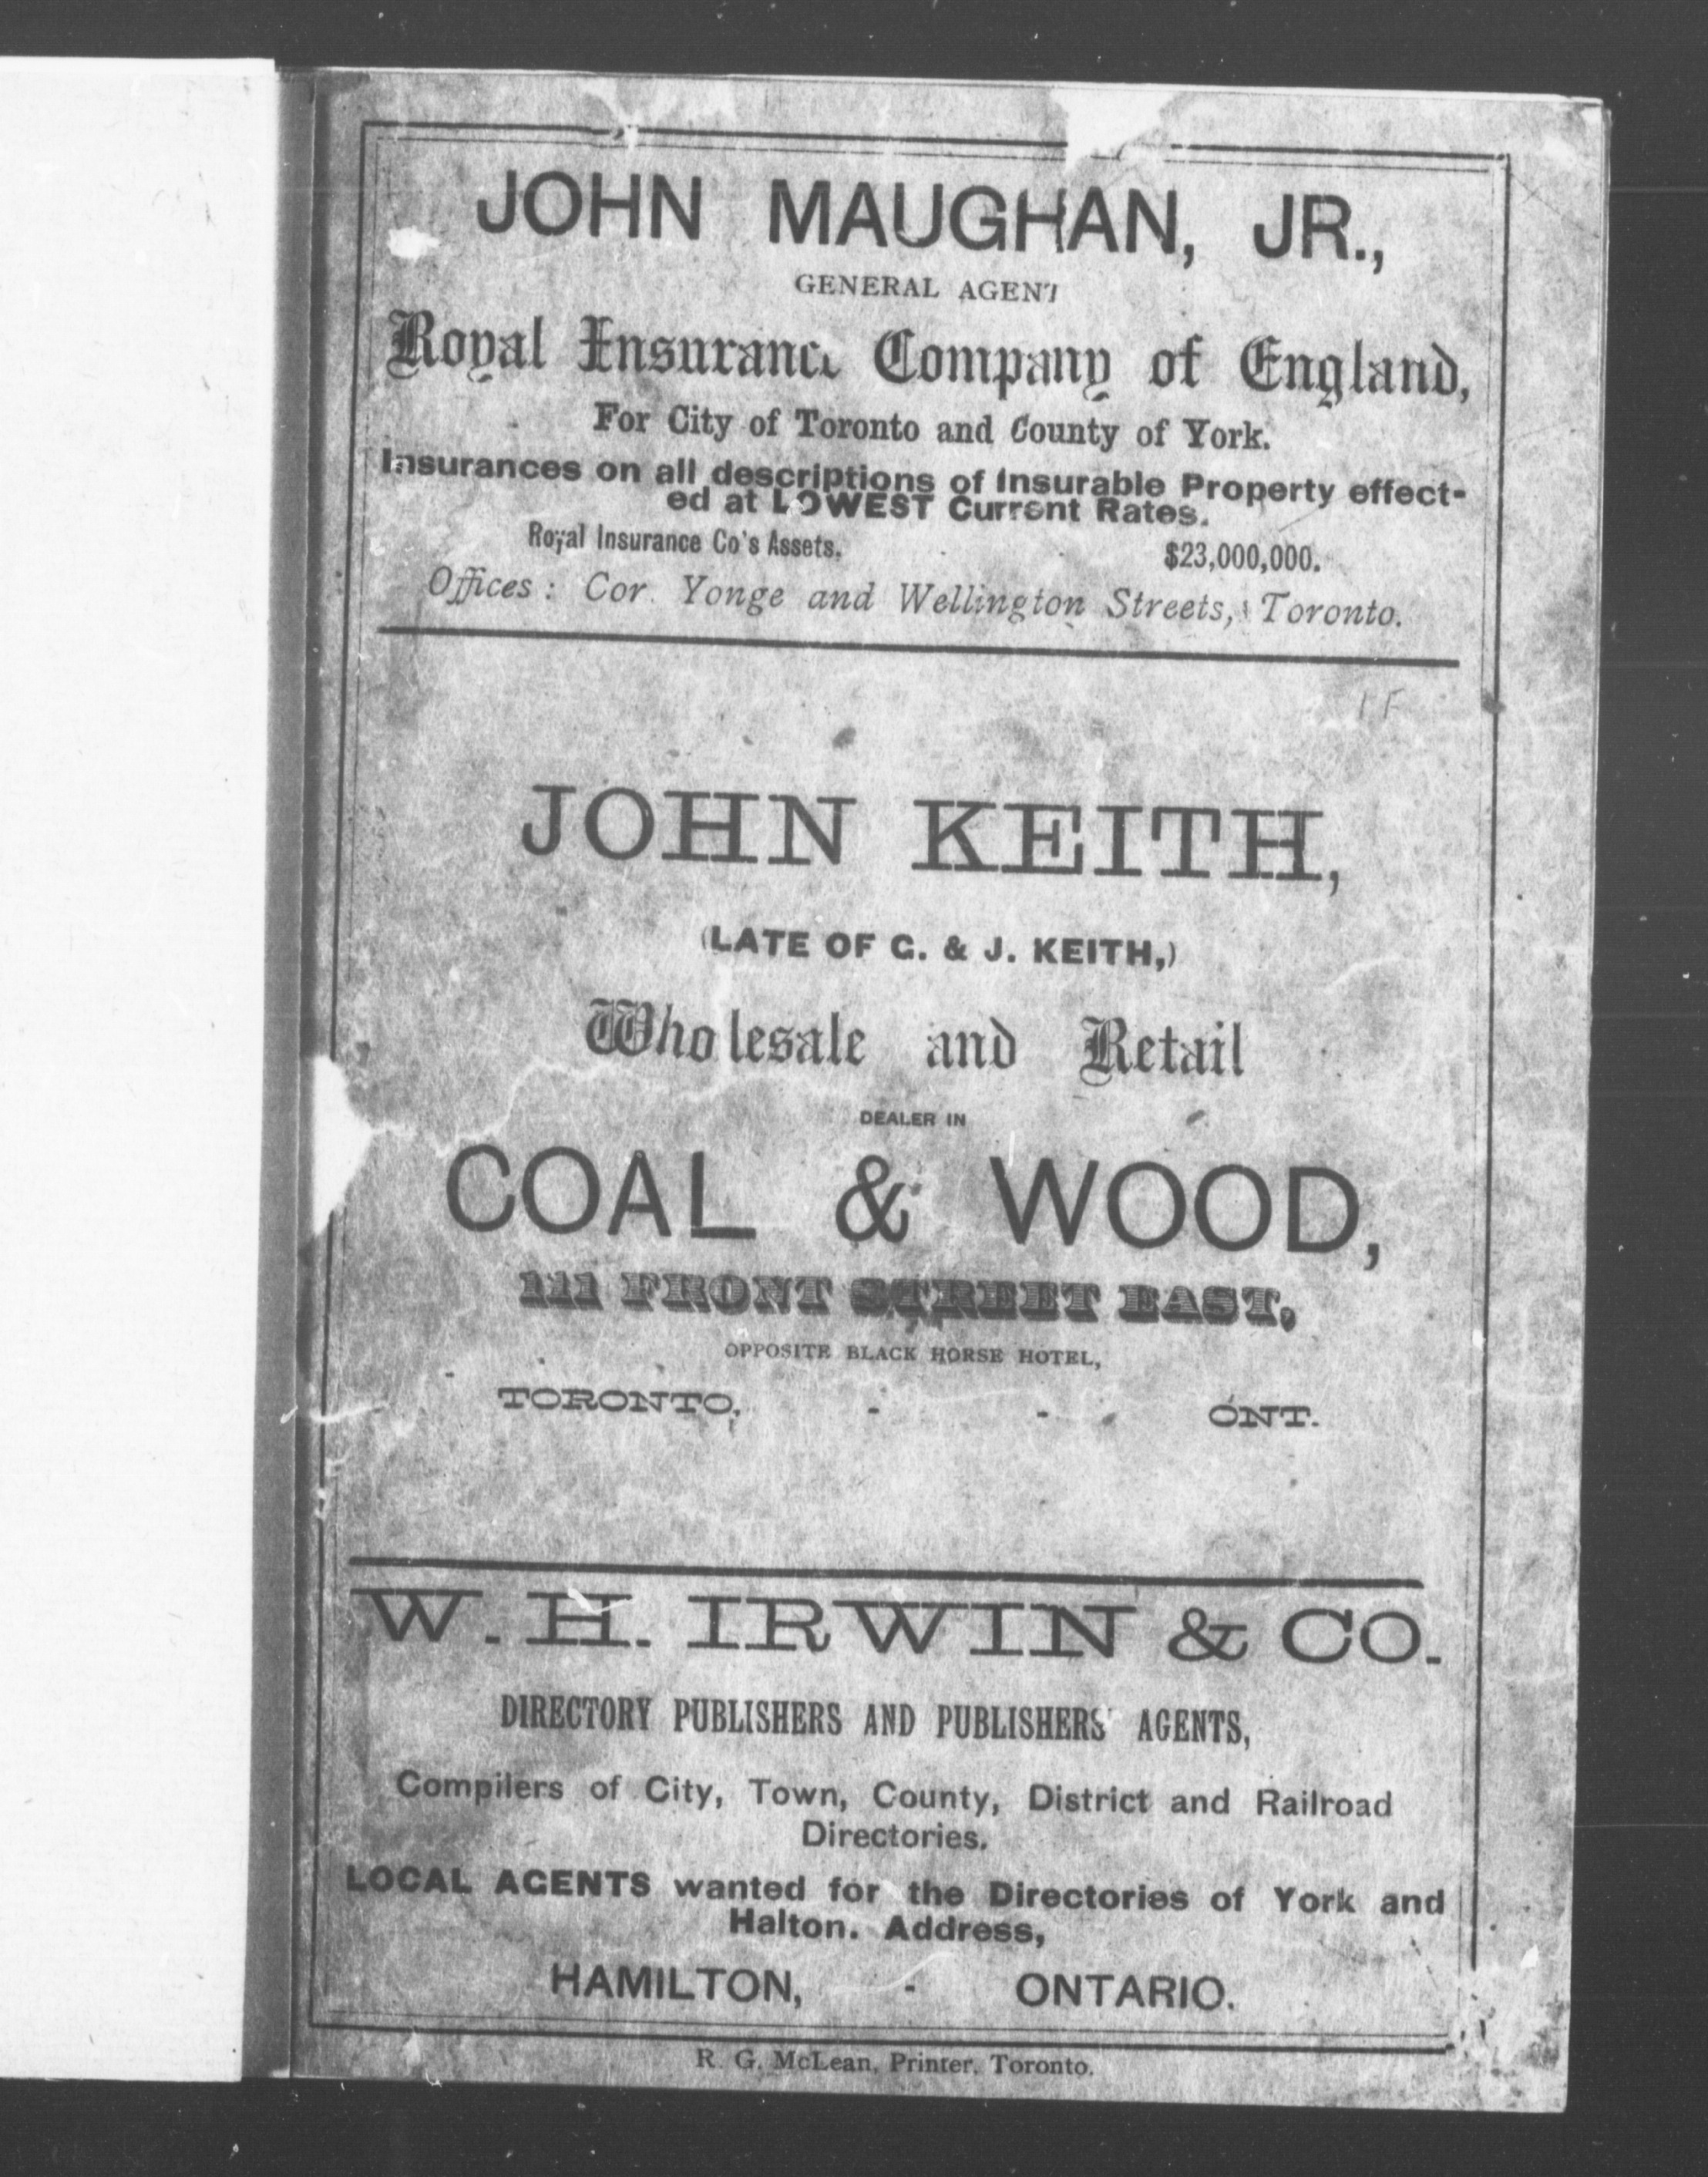 JOHN MAUGHAN, JR.,
GENERAL AGENT
Royal Insurance Company of England,
For City of Toronto and County of York.
Insurances on all descriptions of Insurable Property effect-
ed at LOWEST Current Rates.
Royal Insurance Co's Assets. $23,000,000.
Offices: Cor. Yonge and Wellington Streets, Toronto.
JOHN KEITH,
(LATE OF G. & J. KEITH,)
Wholesale and Retail
DEALER IN
COAL & WOOD,
111 FRONT STREET EAST,
OPPOSITE BLACK HORSE HOTEL,
TORONTO, - - ONT.
W. H. IRWIN & CO.
DIRECTORY PUBLISHERS AND PUBLISHERS' AGENTS,
Compilers of City, Town, County, District and Railroad
Directories.
LOCAL AGENTS wanted for the Directories of York and
Halton. Address,
HAMILTON, - ONTARIO.
R. G. McLean, Printer, Toronto.